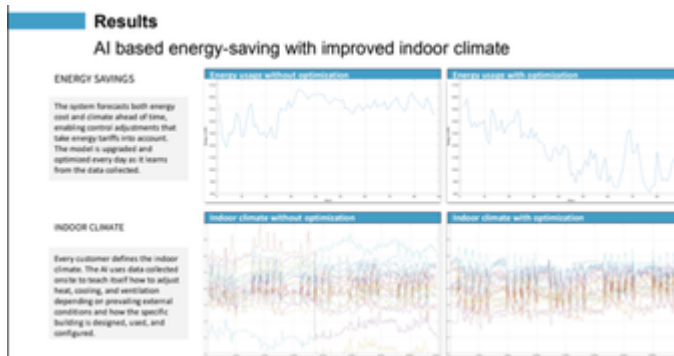 Results
AI based energy-saving with improved indoor climate
ENERGY SAVINGS
The system forecasts both energy
cost and climate ahead of time,
enabling control adjustments that
take energy tariffs into account.
The model is upgraded and
optimized every day as it learns
from the data collected.
Energy usage without optimization
Energy usage with optimization
INDOOR CLIMATE
Every customer defines the indoor
climate. The AI uses data collected
onsite to teach itself how to adjust
heat, cooling, and ventilation
depending on prevailing external
conditions and how the specific
building is designed, used, and
configured.
Indoor climate without optimization
Indoor climate with optimization